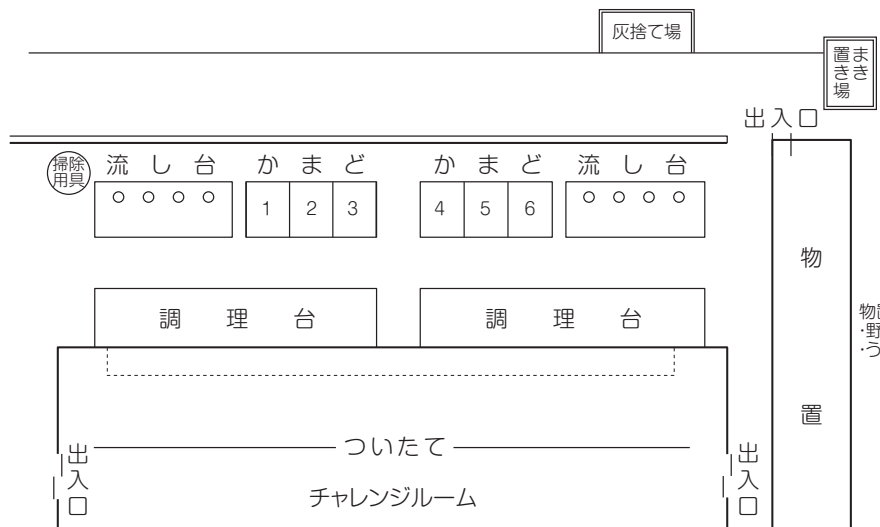 灰捨て場
まき
置き場
出入口
掃除
用具
流し台 かまど かまど 流し台
1 2 3 4 5 6
調理台 調理台
物置
・野
・う
出入口 ついたて 出入口
チャレンジルーム